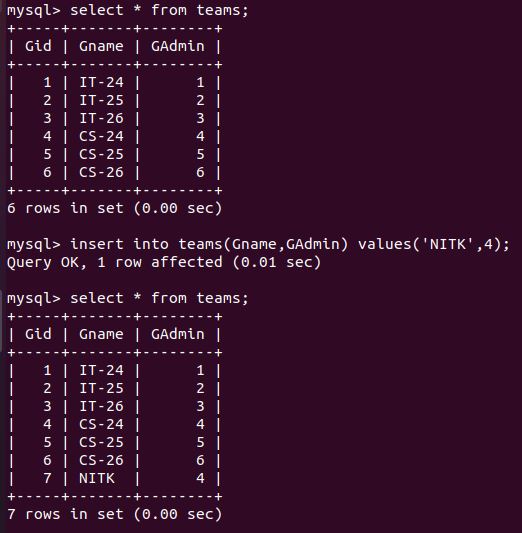 mysql> select * from teams;
+-----+-------+--------+
| Gid | Gname | GAdmin |
+-----+-------+--------+
|   1 | IT-24 |      1 |
|   2 | IT-25 |      2 |
|   3 | IT-26 |      3 |
|   4 | CS-24 |      4 |
|   5 | CS-25 |      5 |
|   6 | CS-26 |      6 |
+-----+-------+--------+
6 rows in set (0.00 sec)
mysql> insert into teams(Gname,GAdmin) values('NITK',4);
Query OK, 1 row affected (0.01 sec)
mysql> select * from teams;
+-----+-------+--------+
| Gid | Gname | GAdmin |
+-----+-------+--------+
|   1 | IT-24 |      1 |
|   2 | IT-25 |      2 |
|   3 | IT-26 |      3 |
|   4 | CS-24 |      4 |
|   5 | CS-25 |      5 |
|   6 | CS-26 |      6 |
|   7 | NITK  |      4 |
+-----+-------+--------+
7 rows in set (0.00 sec)